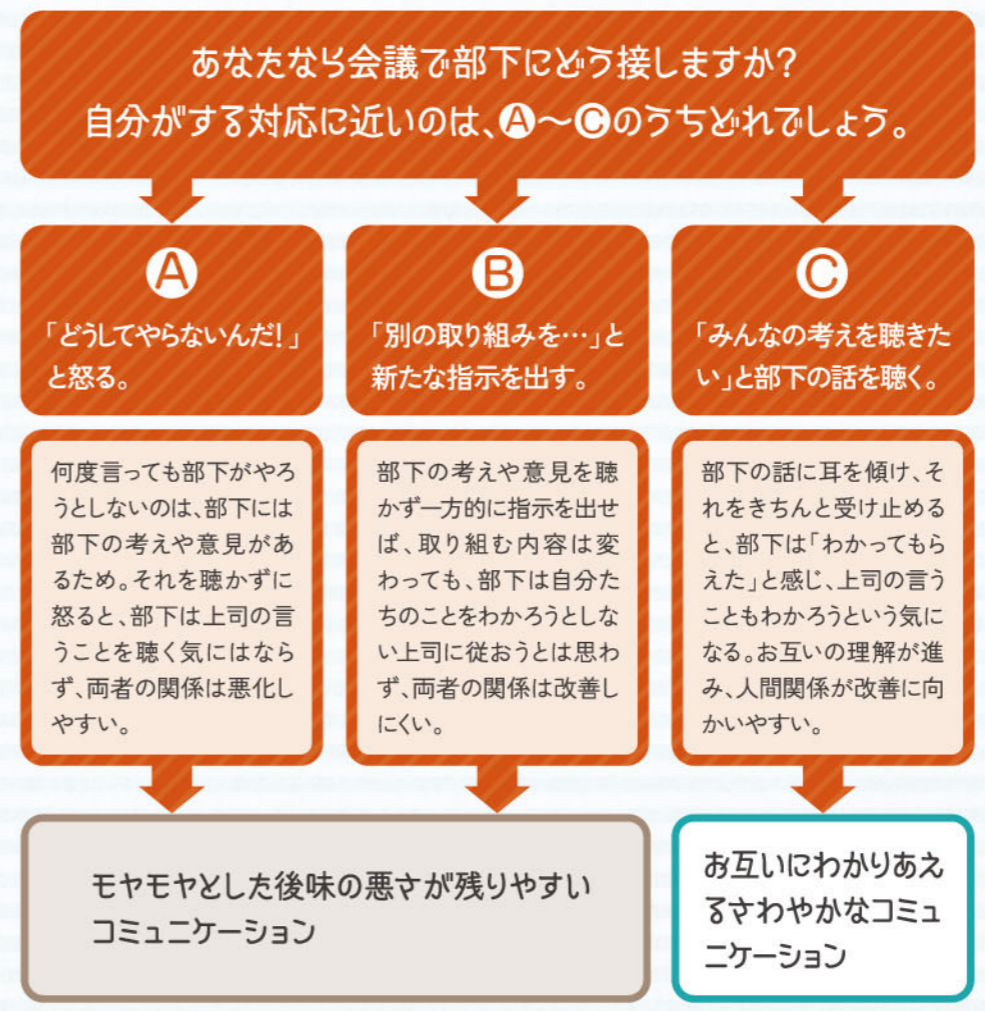 あなたなら会議で部下にどう接しますか?
自分がする対応に近いのは、Ⓐ〜Ⓒのうちどれでしょう。
Ⓐ
「どうしてやらないんだ!」
と怒る。
Ⓑ
「別の取り組みを…」と
新たな指示を出す。
Ⓒ
「みんなの考えを聴きた
い」と部下の話を聴く。
何度言っても部下がやろ
うとしないのは、部下には
部下の考えや意見があ
るため。それを聴かずに
怒ると、部下は上司の言
うことを聴く気にはなら
ず、両者の関係は悪化し
やすい。
部下の考えや意見を聴
かず一方的に指示を出せ
ば、取り組む内容は変
わっても、部下は自分た
ちのことをわかろうとしな
い上司に従おうとは思わ
ず、両者の関係は改善し
にくい。
部下の話に耳を傾け、そ
れをきちんと受け止める
と、部下は「わかってもら
えた」と感じ、上司の言う
こともわかろうという気に
なる。お互いの理解が進
み、人間関係が改善に向
かいやすい。
モヤモヤとした後味の悪さが残りやすい
コミュニケーション
お互いにわかりあえ
るさわやかなコミュ
ニケーション